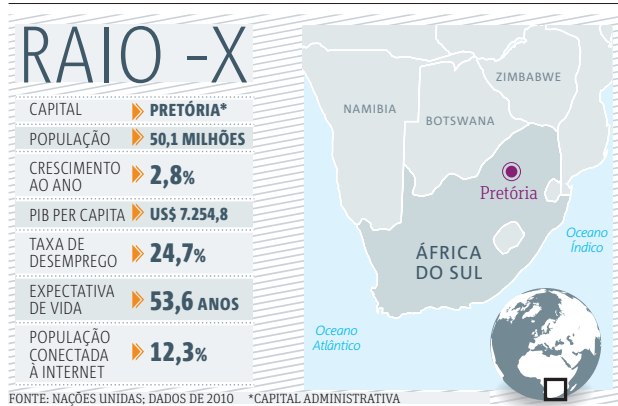 RAIO -X
CAPITAL PRETÓRIA*
POPULAÇÃO 50,1 MILHÕES
CRESCIMENTO
AO ANO
2,8%
PIB PER CAPITA US$ 7.254,8
TAXA DE
DESEMPREGO
24,7%
EXPECTATIVA
DE VIDA
53,6 ANOS
POPULAÇÃO
CONECTADA
À INTERNET
12,3%
ZIMBABWE
NAMIBIA
BOTSWANA
Pretória
ÁFRICA
DO SUL
Oceano
Índico
Oceano
Atlântico
FONTE: NAÇÕES UNIDAS; DADOS DE 2010 *CAPITAL ADMINISTRATIVA